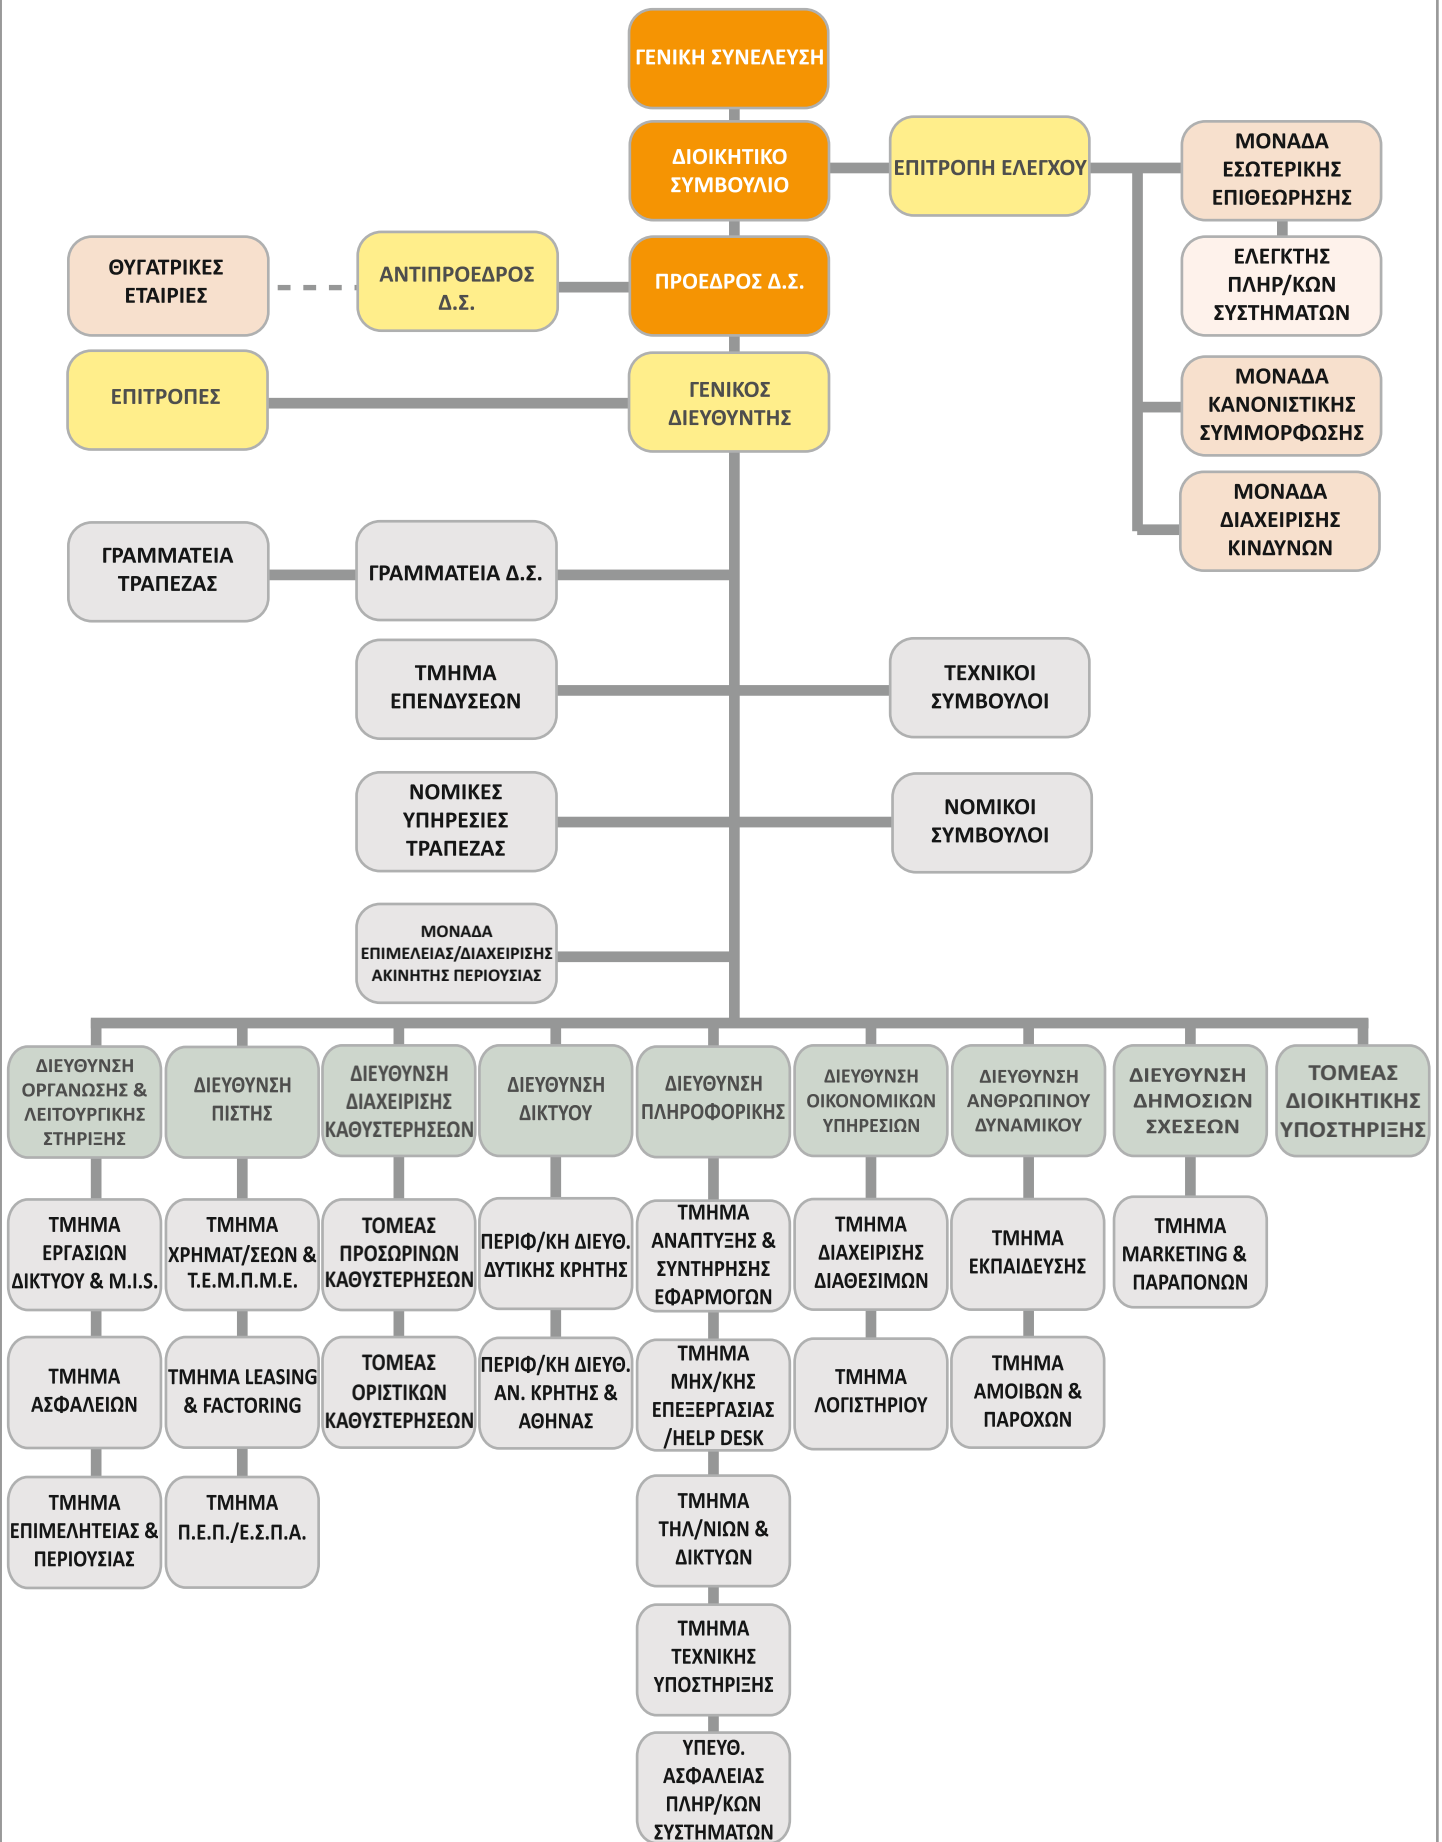 ΓΕΝΙΚΗ ΣΥΝΕΛΕΥΣΗ
ΔΙΟΙΚΗΤΙΚΟ
ΣΥΜΒΟΥΛΙΟ
ΕΠΙΤΡΟΠΗ ΕΛΕΓΧΟΥ
ΜΟΝΑΔΑ
ΕΣΩΤΕΡΙΚΗΣ
ΕΠΙΘΕΩΡΗΣΗΣ
ΕΛΕΓΚΤΗΣ
ΠΛΗΡ/ΚΩΝ
ΣΥΣΤΗΜΑΤΩΝ
ΘΥΓΑΤΡΙΚΕΣ
ΕΤΑΙΡΙΕΣ
ΑΝΤΙΠΡΟΕΔΡΟΣ
Δ.Σ.
ΠΡΟΕΔΡΟΣ Δ.Σ.
ΕΠΙΤΡΟΠΕΣ
ΓΕΝΙΚΟΣ
ΔΙΕΥΘΥΝΤΗΣ
ΜΟΝΑΔΑ
ΚΑΝΟΝΙΣΤΙΚΗΣ
ΣΥΜΜΟΡΦΩΣΗΣ
ΜΟΝΑΔΑ
ΔΙΑΧΕΙΡΙΣΗΣ
ΚΙΝΔΥΝΩΝ
ΓΡΑΜΜΑΤΕΙΑ
ΤΡΑΠΕΖΑΣ
ΓΡΑΜΜΑΤΕΙΑ Δ.Σ.
ΤΜΗΜΑ
ΕΠΕΝΔΥΣΕΩΝ
ΤΕΧΝΙΚΟΙ
ΣΥΜΒΟΥΛΟΙ
ΝΟΜΙΚΕΣ
ΥΠΗΡΕΣΙΕΣ
ΤΡΑΠΕΖΑΣ
ΝΟΜΙΚΟΙ
ΣΥΜΒΟΥΛΟΙ
ΜΟΝΑΔΑ
ΕΠΙΜΕΛΕΙΑΣ/ΔΙΑΧΕΙΡΙΣΗΣ
ΑΚΙΝΗΤΗΣ ΠΕΡΙΟΥΣΙΑΣ
ΔΙΕΥΘΥΝΣΗ
ΟΡΓΑΝΩΣΗΣ &
ΛΕΙΤΟΥΡΓΙΚΗΣ
ΣΤΗΡΙΞΗΣ
ΔΙΕΥΘΥΝΣΗ
ΠΙΣΤΗΣ
ΔΙΕΥΘΥΝΣΗ
ΔΙΑΧΕΙΡΙΣΗΣ
ΚΑΘΥΣΤΕΡΗΣΕΩΝ
ΔΙΕΥΘΥΝΣΗ
ΔΙΚΤΥΟΥ
ΔΙΕΥΘΥΝΣΗ
ΠΛΗΡΟΦΟΡΙΚΗΣ
ΔΙΕΥΘΥΝΣΗ
ΟΙΚΟΝΟΜΙΚΩΝ
ΥΠΗΡΕΣΙΩΝ
ΔΙΕΥΘΥΝΣΗ
ΑΝΘΡΩΠΙΝΟΥ
ΔΥΝΑΜΙΚΟΥ
ΔΙΕΥΘΥΝΣΗ
ΔΗΜΟΣΙΩΝ
ΣΧΕΣΕΩΝ
ΤΟΜΕΑΣ
ΔΙΟΙΚΗΤΙΚΗΣ
ΥΠΟΣΤΗΡΙΞΗΣ
ΤΜΗΜΑ
ΕΡΓΑΣΙΩΝ
ΔΙΚΤΥΟΥ & M.I.S.
ΤΜΗΜΑ
ΧΡΗΜΑΤ/ΣΕΩΝ &
Τ.Ε.Μ.Π.Μ.Ε.
ΤΟΜΕΑΣ
ΠΡΟΣΩΡΙΝΩΝ
ΚΑΘΥΣΤΕΡΗΣΕΩΝ
ΠΕΡΙΦ/ΚΗ ΔΙΕΥΘ.
ΔΥΤΙΚΗΣ ΚΡΗΤΗΣ
ΤΜΗΜΑ
ΑΝΑΠΤΥΞΗΣ &
ΣΥΝΤΗΡΗΣΗΣ
ΕΦΑΡΜΟΓΩΝ
ΤΜΗΜΑ
ΔΙΑΧΕΙΡΙΣΗΣ
ΔΙΑΘΕΣΙΜΩΝ
ΤΜΗΜΑ
ΕΚΠΑΙΔΕΥΣΗΣ
ΤΜΗΜΑ
MARKETING &
ΠΑΡΑΠΟΝΩΝ
ΤΜΗΜΑ
ΑΣΦΑΛΕΙΩΝ
ΤΜΗΜΑ LEASING
& FACTORING
ΤΟΜΕΑΣ
ΟΡΙΣΤΙΚΩΝ
ΚΑΘΥΣΤΕΡΗΣΕΩΝ
ΠΕΡΙΦ/ΚΗ ΔΙΕΥΘ.
ΑΝ. ΚΡΗΤΗΣ &
ΑΘΗΝΑΣ
ΤΜΗΜΑ
ΜΗΧ/ΚΗΣ
ΕΠΕΞΕΡΓΑΣΙΑΣ
/HELP DESK
ΤΜΗΜΑ
ΛΟΓΙΣΤΗΡΙΟΥ
ΤΜΗΜΑ
ΑΜΟΙΒΩΝ &
ΠΑΡΟΧΩΝ
ΤΜΗΜΑ
ΕΠΙΜΕΛΗΤΕΙΑΣ &
ΠΕΡΙΟΥΣΙΑΣ
ΤΜΗΜΑ
Π.Ε.Π./Ε.Σ.Π.Α.
ΤΜΗΜΑ
ΤΗΛ/ΝΙΩΝ &
ΔΙΚΤΥΩΝ
ΤΜΗΜΑ
ΤΕΧΝΙΚΗΣ
ΥΠΟΣΤΗΡΙΞΗΣ
ΥΠΕΥΘ.
ΑΣΦΑΛΕΙΑΣ
ΠΛΗΡ/ΚΩΝ
ΣΥΣΤΗΜΑΤΩΝ